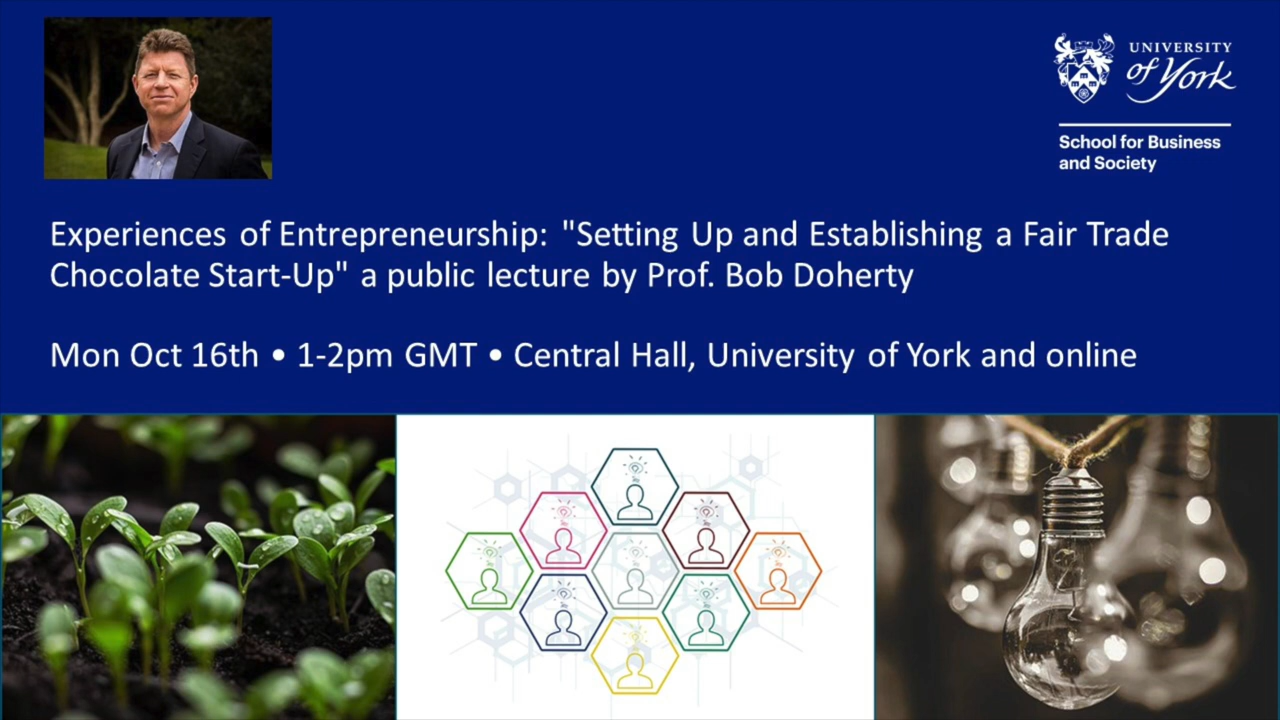 UNIVERSITY
of York
School for Business
and Society
Experiences of Entrepreneurship: "Setting Up and Establishing a Fair Trade
Chocolate Start-Up" a public lecture by Prof. Bob Doherty
Mon Oct 16th • 1-2pm GMT • Central Hall, University of York and online